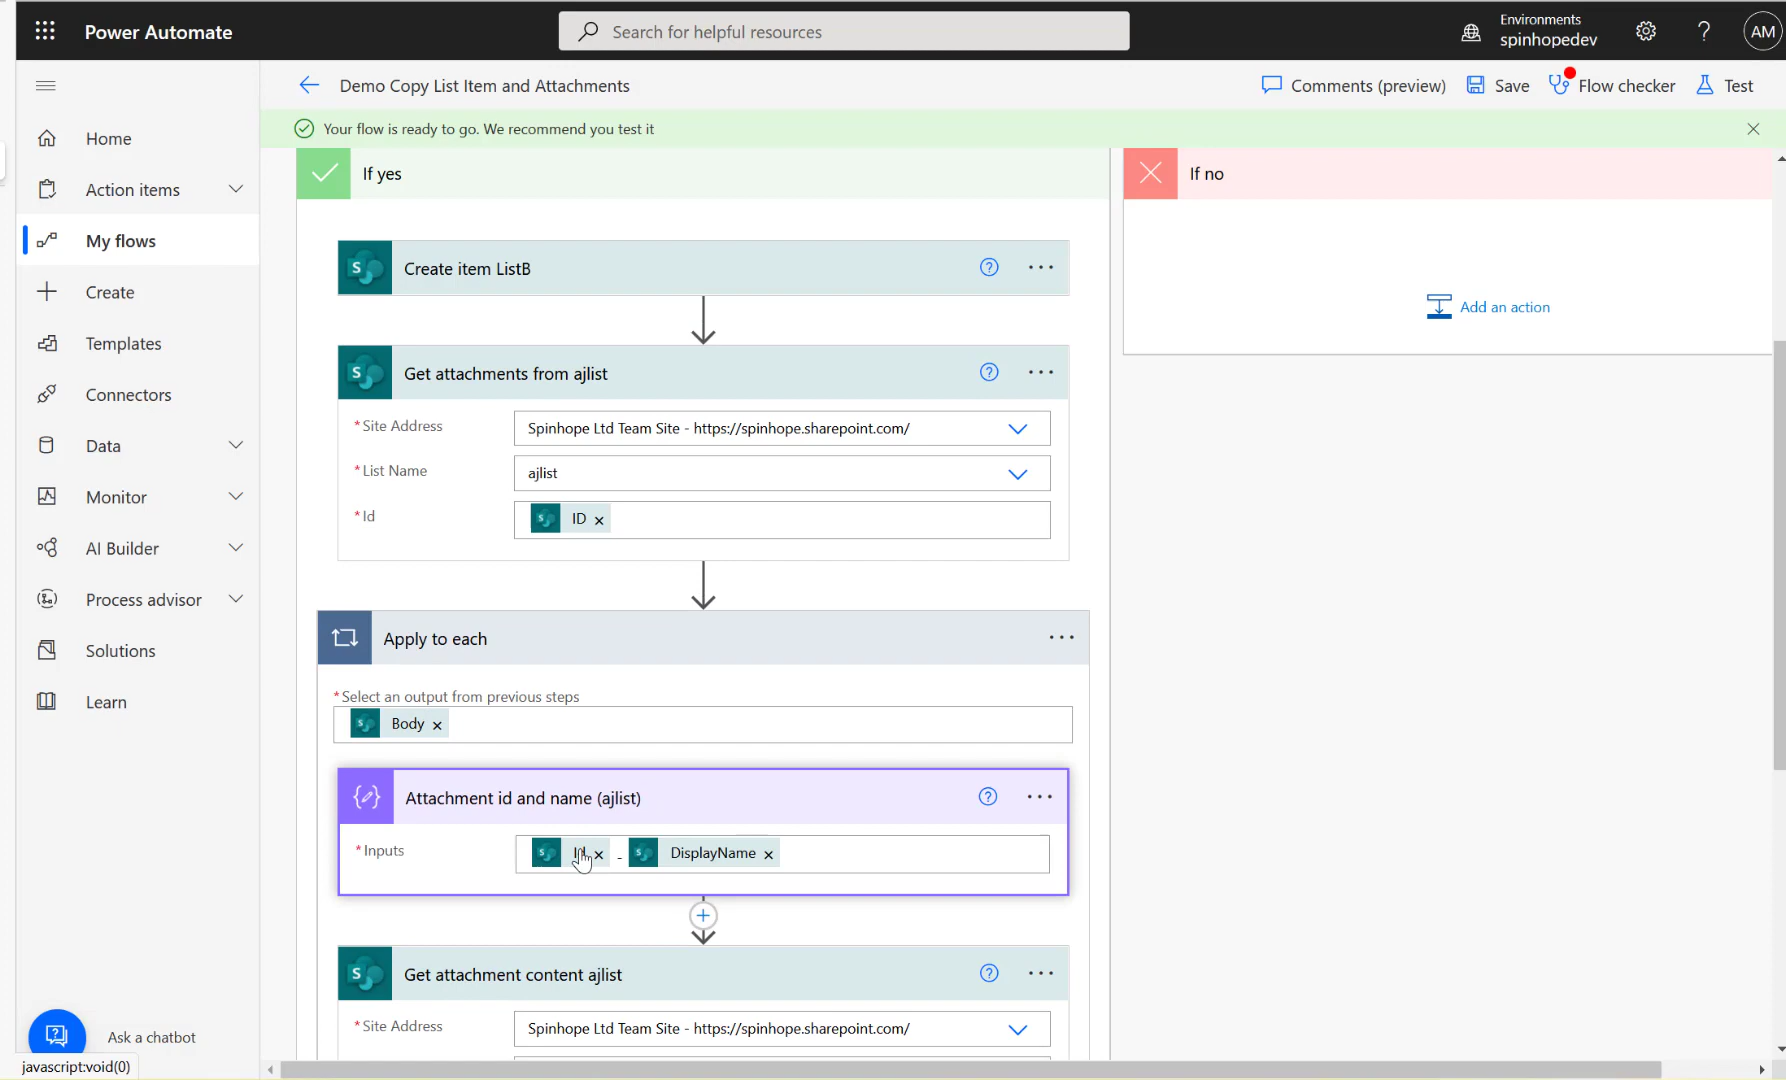 Power Automate
Search for helpful resources
Environments
spinhopedev
?
AM
Demo Copy List Item and Attachments
Comments (preview)
Save
Flow checker
Test
Your flow is ready to go. We recommend you test it
Home
Action items
My flows
Create
Templates
Connectors
Data
Monitor
AI Builder
Process advisor
Solutions
Learn
Ask a chatbot
javascript:void(0)
If yes
Create item ListB
Get attachments from ajlist
*Site Address
Spinhope Ltd Team Site - https://spinhope.sharepoint.com/
*List Name
ajlist
*Id
ID ×
Apply to each
*Select an output from previous steps
Body ×
Attachment id and name (ajlist)
*Inputs
× - DisplayName ×
Get attachment content ajlist
*Site Address
Spinhope Ltd Team Site - https://spinhope.sharepoint.com/
If no
Add an action